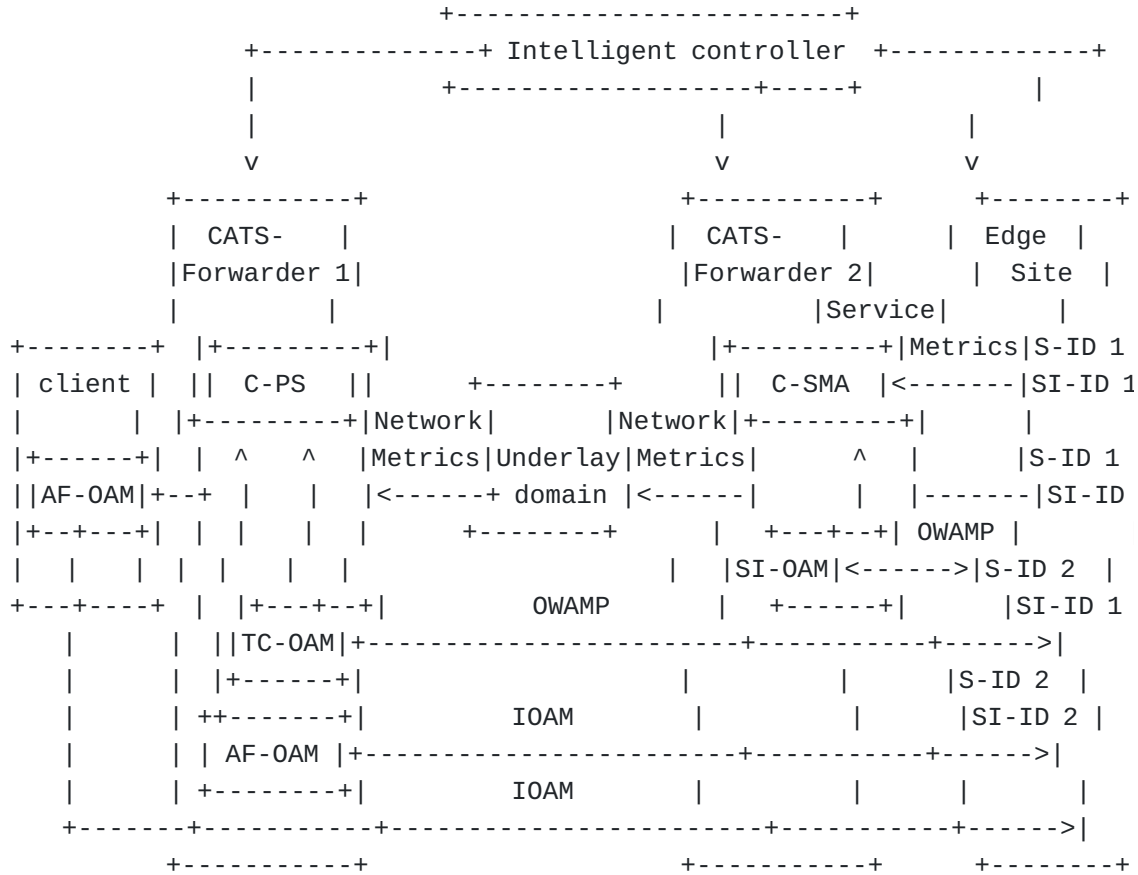 Intelligent controller
v v v
CATS- CATS- Edge
Forwarder 1 Forwarder 2 Site
Service
Metrics S-ID 1
client C-PS C-SMA SI-ID 1
Network Network
^ ^ Metrics Underlay Metrics ^ S-ID 1
AF-OAM domain SI-ID
OWAMP
SI-OAM S-ID 2
OWAMP SI-ID 1
TC-OAM
S-ID 2
IOAM SI-ID 2
AF-OAM
IOAM